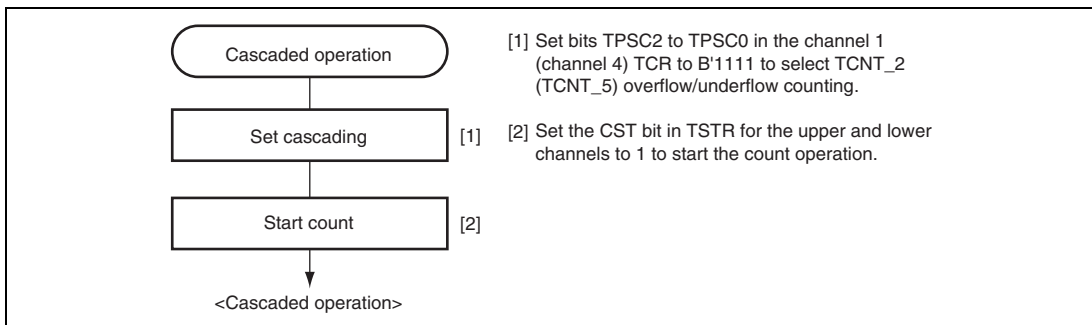 Cascaded operation
Set cascading
[1]
Start count
[2]
<Cascaded operation>
[1] Set bits TPSC2 to TPSC0 in the channel 1
(channel 4) TCR to B'1111 to select TCNT_2
(TCNT_5) overflow/underflow counting.
[2] Set the CST bit in TSTR for the upper and lower
channels to 1 to start the count operation.